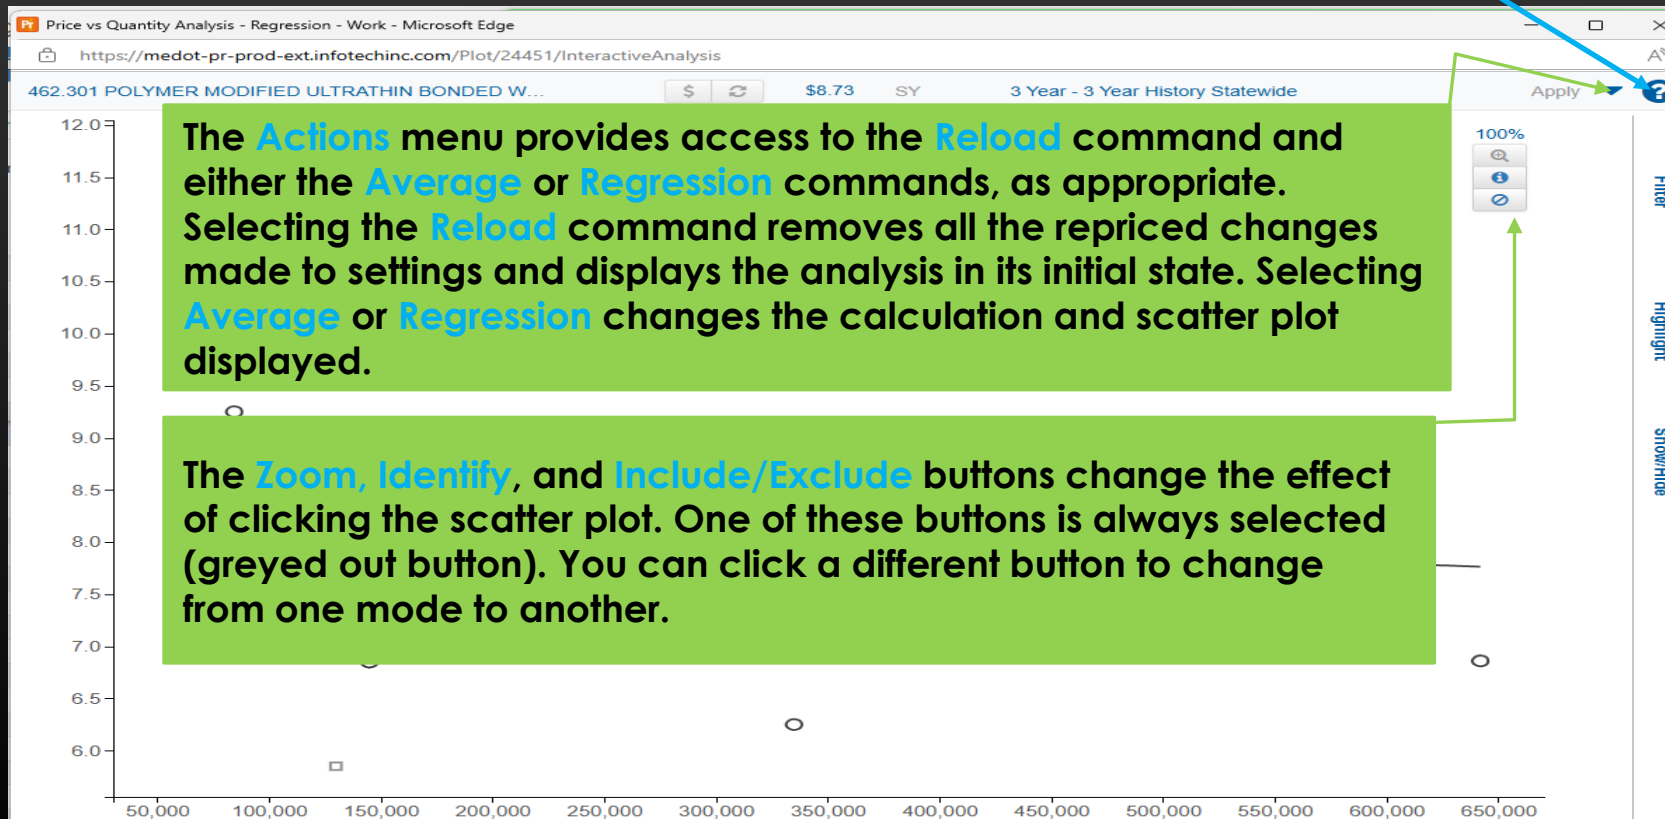 Pr Price vs Quantity Analysis - Regression - Work - Microsoft Edge
https://medot-pr-prod-ext.infotechinc.com/Plot/24451/InteractiveAnalysis
462.301 POLYMER MODIFIED ULTRATHIN BONDED W... $ $8.73 SY 3 Year - 3 Year History Statewide Apply ?
The Actions menu provides access to the Reload command and
either the Average or Regression commands, as appropriate.
Selecting the Reload command removes all the repriced changes
made to settings and displays the analysis in its initial state. Selecting
Average or Regression changes the calculation and scatter plot
displayed.
The Zoom, Identify, and Include/Exclude buttons change the effect
of clicking the scatter plot. One of these buttons is always selected
(greyed out button). You can click a different button to change
from one mode to another.
100%
Filter
Highlight
Show/Hide
12.0
11.5
11.0
10.5
10.0
9.5
9.0
8.5
8.0
7.5
7.0
6.5
6.0
50,000 100,000 150,000 200,000 250,000 300,000 350,000 400,000 450,000 500,000 550,000 600,000 650,000